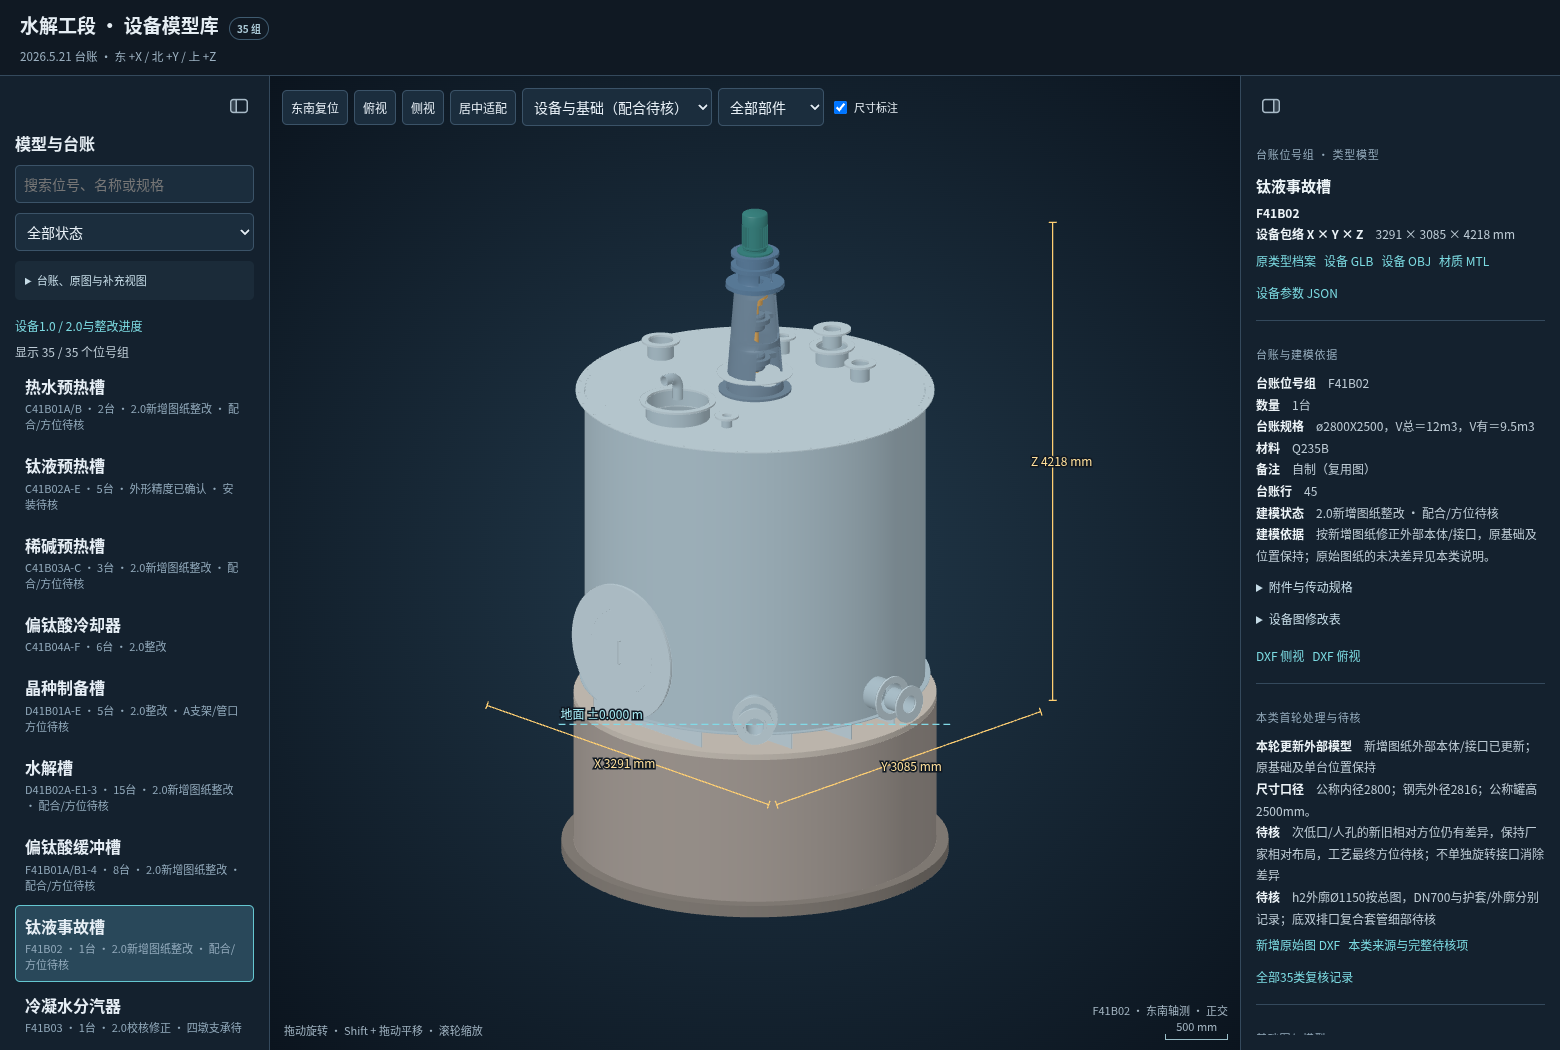 水解工段 · 设备模型库 35 组
2026.5.21 台账 · 东 +X / 北 +Y / 上 +Z
模型与台账
搜索位号、名称或规格
全部状态
台账、原图与补充视图
设备1.0 / 2.0与整改进度
显示 35 / 35 个位号组
热水预热槽
C41B01A/B · 2台 · 2.0新增图纸整改 · 配
合/方位待核
钛液预热槽
C41B02A-E · 5台 · 外形精度已确认 · 安
装待核
稀碱预热槽
C41B03A-C · 3台 · 2.0新增图纸整改 · 配
合/方位待核
偏钛酸冷却器
C41B04A-F · 6台 · 2.0整改
晶种制备槽
D41B01A-E · 5台 · 2.0整改 · A支架/管口
方位待核
水解槽
D41B02A-E1-3 · 15台 · 2.0新增图纸整改
· 配合/方位待核
偏钛酸缓冲槽
F41B01A/B1-4 · 8台 · 2.0新增图纸整改 ·
配合/方位待核
钛液事故槽
F41B02 · 1台 · 2.0新增图纸整改 · 配合/
方位待核
冷凝水分汽器
F41B03 · 1台 · 2.0校核修正 · 四墩支承待
东南复位 俯视 侧视 居中适配 设备与基础（配合待核） 全部部件 尺寸标注
Z 4218 mm
地面 ±0.000 m
X 3291 mm
Y 3085 mm
拖动旋转 · Shift + 拖动平移 · 滚轮缩放
F41B02 · 东南轴测 · 正交
500 mm
台账位号组 · 类型模型
钛液事故槽
F41B02
设备包络 X × Y × Z 3291 × 3085 × 4218 mm
原类型档案 设备 GLB 设备 OBJ 材质 MTL
设备参数 JSON
台账与建模依据
台账位号组 F41B02
数量 1台
台账规格 ø2800X2500，V总＝12m3，V有＝9.5m3
材料 Q235B
备注 自制（复用图）
台账行 45
建模状态 2.0新增图纸整改 · 配合/方位待核
建模依据 按新增图纸修正外部本体/接口，原基础及
位置保持；原始图纸的未决差异见本类说明。
附件与传动规格
设备图修改表
DXF 侧视 DXF 俯视
本类首轮处理与待核
本轮更新外部模型 新增图纸外部本体/接口已更新；
原基础及单台位置保持
尺寸口径 公称内径2800；钢壳外径2816；公称罐高
2500mm。
待核 次低口/人孔的新旧相对方位仍有差异，保持厂
家相对布局，工艺最终方位待核；不单独旋转接口消除
差异
待核 h2外廓Ø1150按总图，DN700与护套/外廓分别
记录；底双排口复合套管细部待核
新增原始图 DXF 本类来源与完整待核项
全部35类复核记录